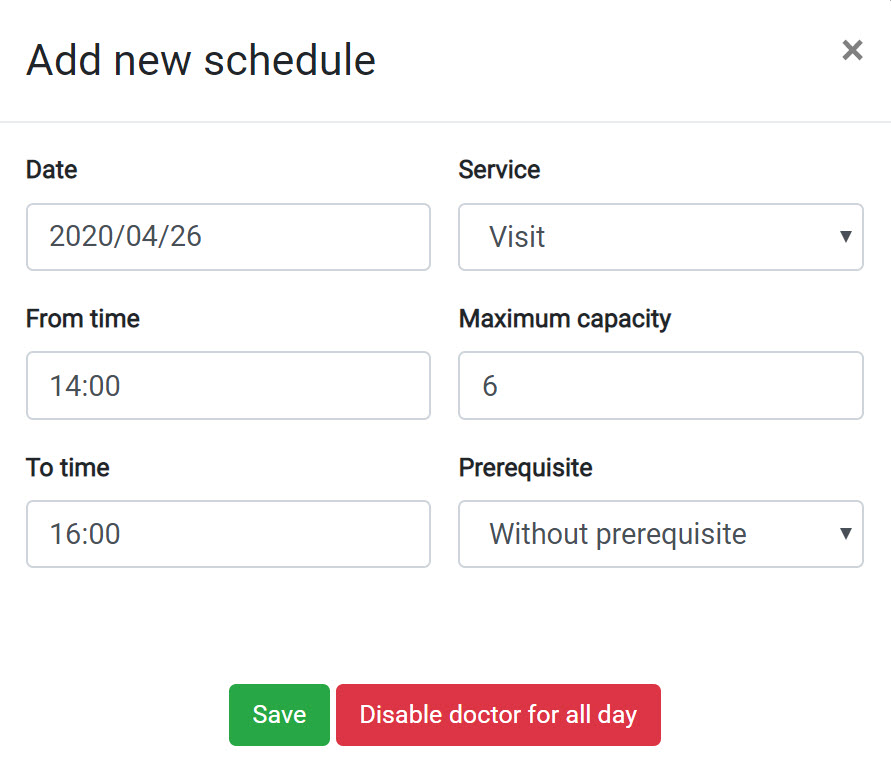 Add new schedule
×
Date
Service
2020/04/26
Visit
From time
Maximum capacity
14:00
6
To time
Prerequisite
16:00
Without prerequisite
Save
Disable doctor for all day